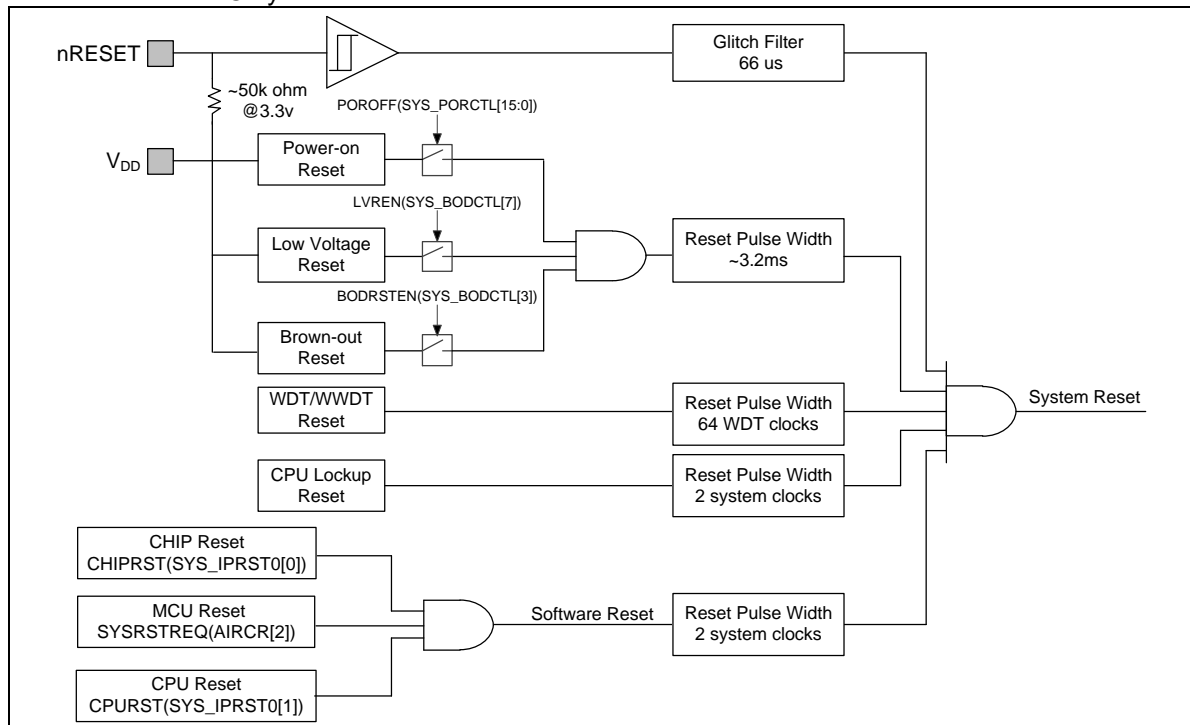 nRESET
Glitch Filter
66 us
~50k ohm
@3.3v
POROFF(SYS_PORCTL[15:0])
VDD
Power-on
Reset
LVREN(SYS_BODCTL[7])
Low Voltage
Reset
Reset Pulse Width
~3.2ms
BODRSTEN(SYS_BODCTL[3])
Brown-out
Reset
WDT/WWDT
Reset
Reset Pulse Width
64 WDT clocks
System Reset
CPU Lockup
Reset
Reset Pulse Width
2 system clocks
CHIP Reset
CHIPRST(SYS_IPRST0[0])
MCU Reset
SYSRSTREQ(AIRCR[2])
Software Reset
Reset Pulse Width
2 system clocks
CPU Reset
CPURST(SYS_IPRST0[1])